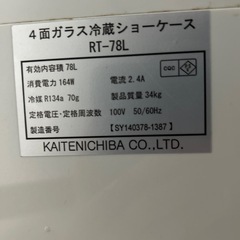 4面ガラス冷蔵ショーケース
RT-78L
有効内容積 78L
消費電力 164W 電流 2.4A
冷媒 R134a 70g 製品質量 34kg
定格電圧・定格周波数 100V 50/60Hz
製造番号 【SY140378-1387】
CQC
KAITENICHIBA CO.,LTD.